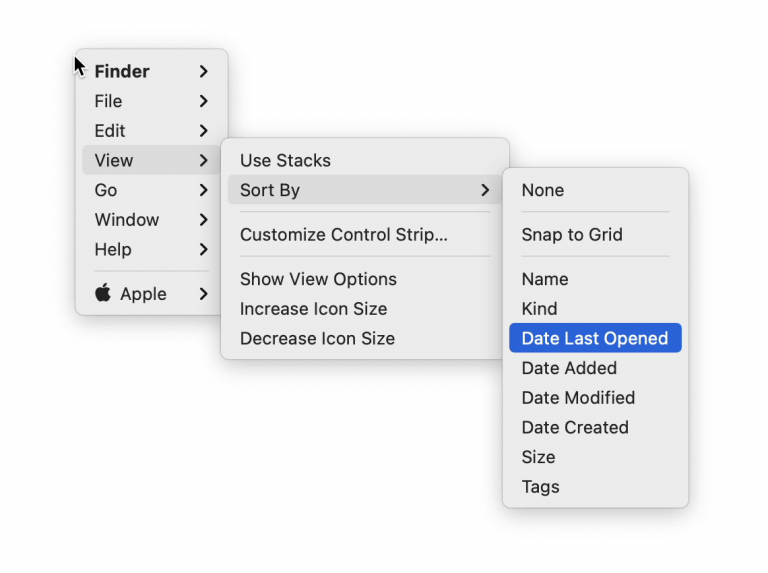 Finder
File
Edit
View
Go
Window
Help
Apple
Use Stacks
Sort By
Customize Control Strip...
Show View Options
Increase Icon Size
Decrease Icon Size
None
Snap to Grid
Name
Kind
Date Last Opened
Date Added
Date Modified
Date Created
Size
Tags